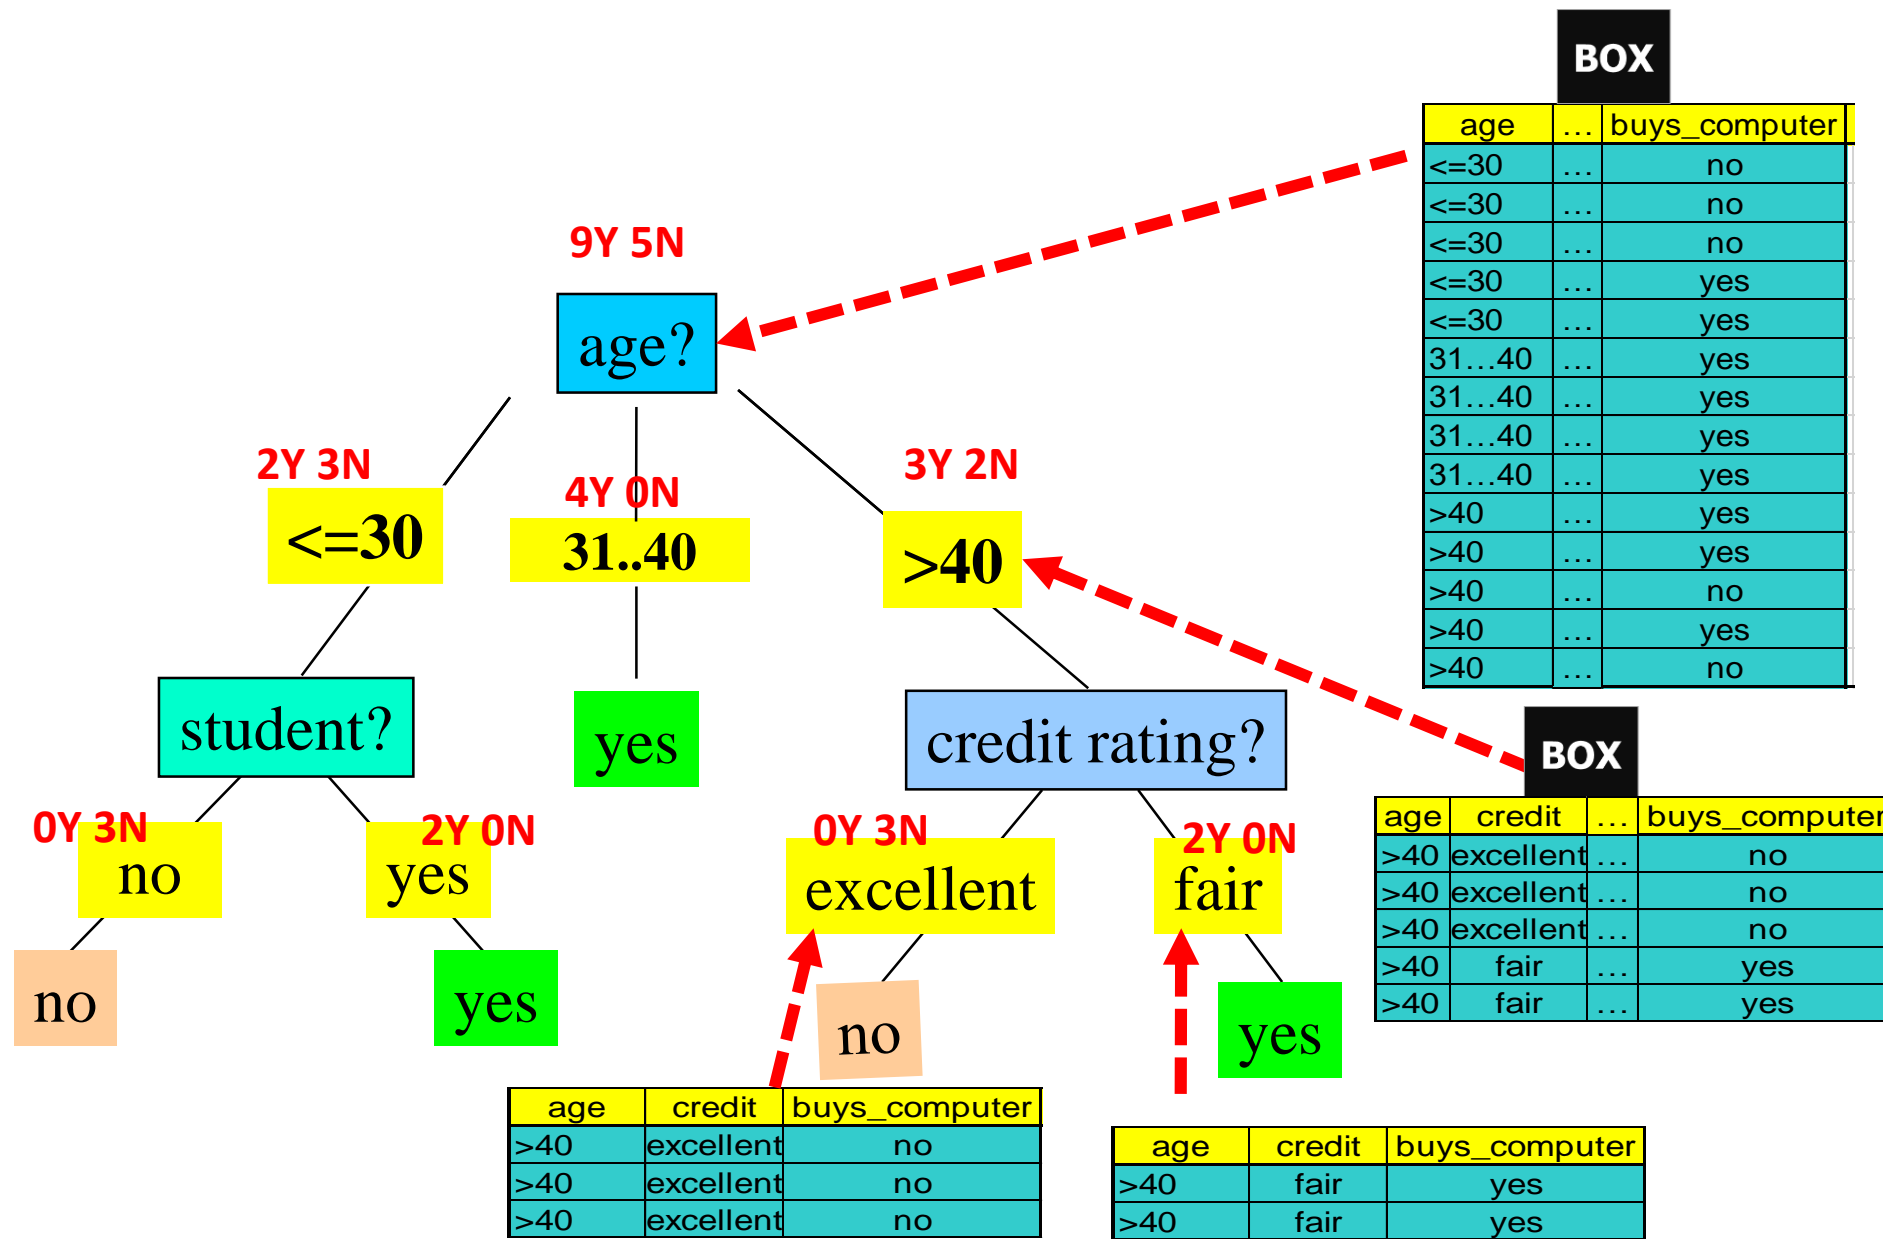 BOX
age … buys_computer
<=30 … no
<=30 … no
<=30 … no
<=30 … yes
<=30 … yes
31…40 … yes
31…40 … yes
31…40 … yes
31…40 … yes
>40 … yes
>40 … yes
>40 … no
>40 … yes
>40 … no
9Y 5N
age?
2Y 3N
4Y 0N
3Y 2N
<=30
31..40
>40
student?
yes
credit rating?
0Y 3N
2Y 0N
0Y 3N
2Y 0N
no
yes
excellent
fair
no
yes
no
yes
BOX
age credit … buys_computer
>40 excellent … no
>40 excellent … no
>40 excellent … no
>40 fair … yes
>40 fair … yes
age credit buys_computer
>40 excellent no
>40 excellent no
>40 excellent no
age credit buys_computer
>40 fair yes
>40 fair yes